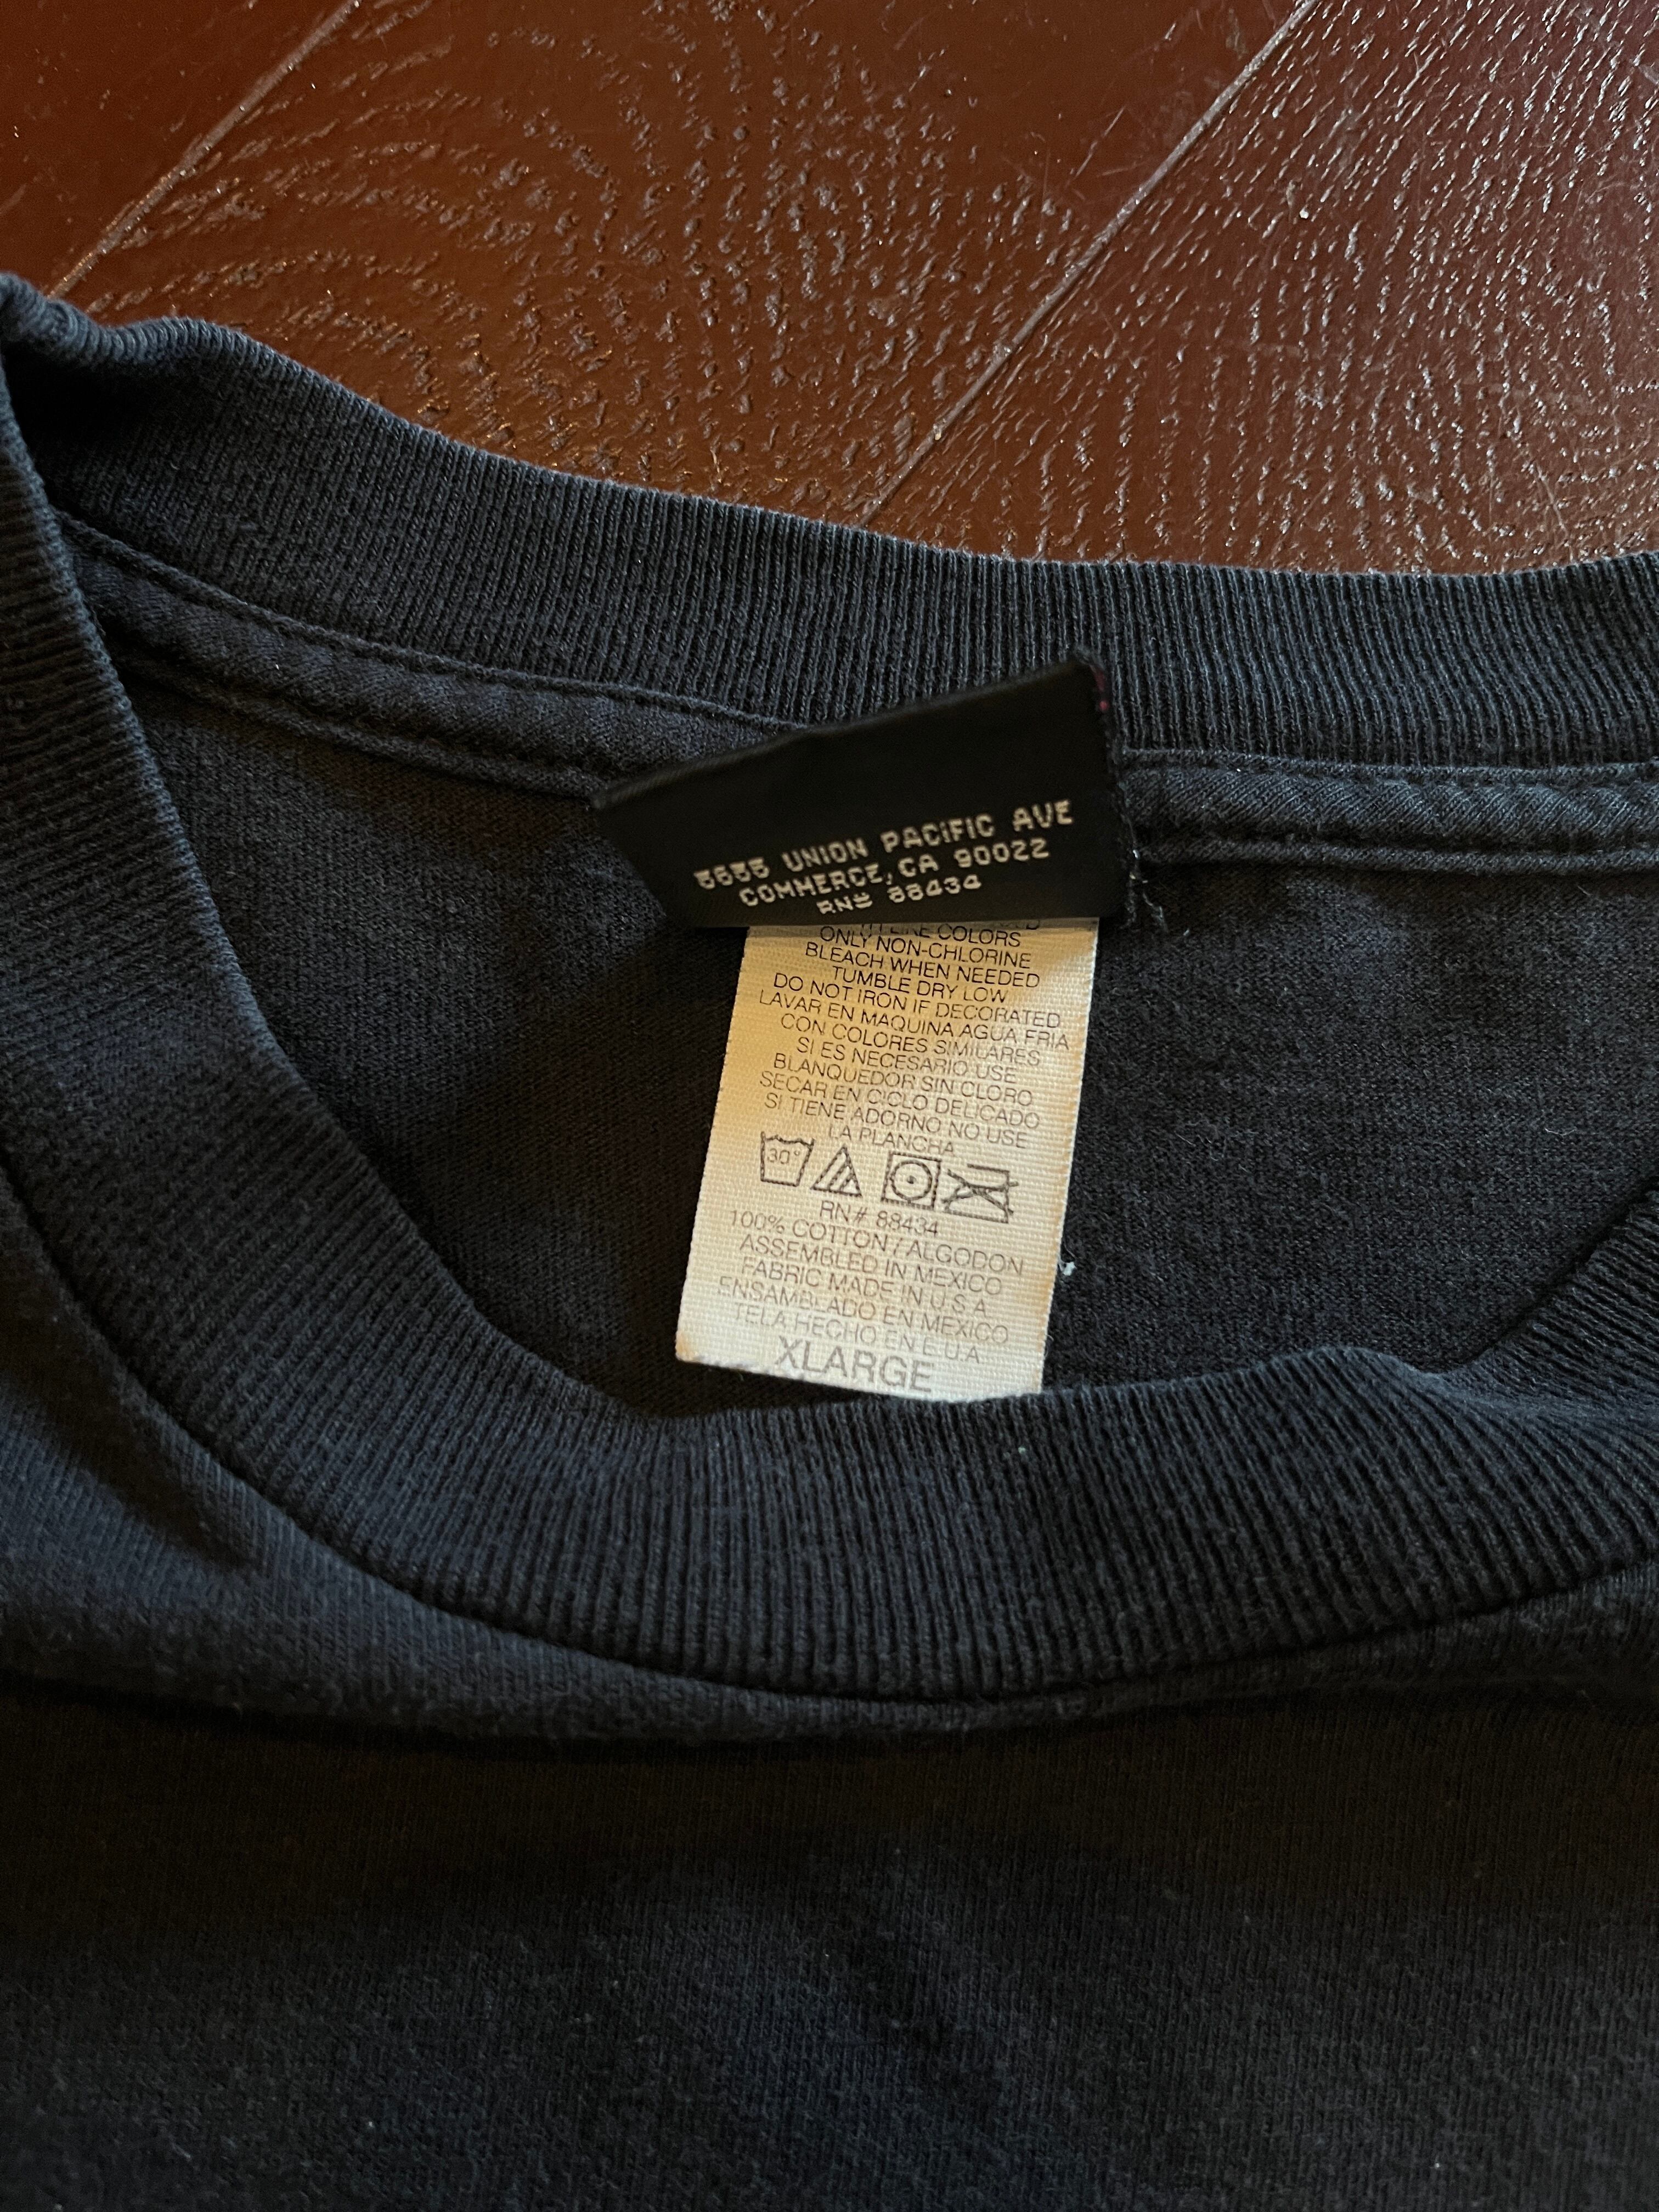 5635 UNION PACIFIC AVE
COMMERCE, CA 90022
RN# 88434
LIKE COLORS
ONLY NON-CHLORINE
BLEACH WHEN NEEDED
TUMBLE DRY LOW
DO NOT IRON IF DECORATED
LAVAR EN MAQUINA AGUA FRIA
CON COLORES SIMILARES
SI ES NECESARIO USE
BLANQUEDOR SIN CLORO
SECAR EN CICLO DELICADO
SI TIENE ADORNO NO USE
LA PLANCHA
30°
RN# 88434
100% COTTON / ALGODON
ASSEMBLED IN MEXICO
FABRIC MADE IN U.S.A
ENSAMBLADO EN MEXICO
TELA HECHO EN E.U.A
XLARGE